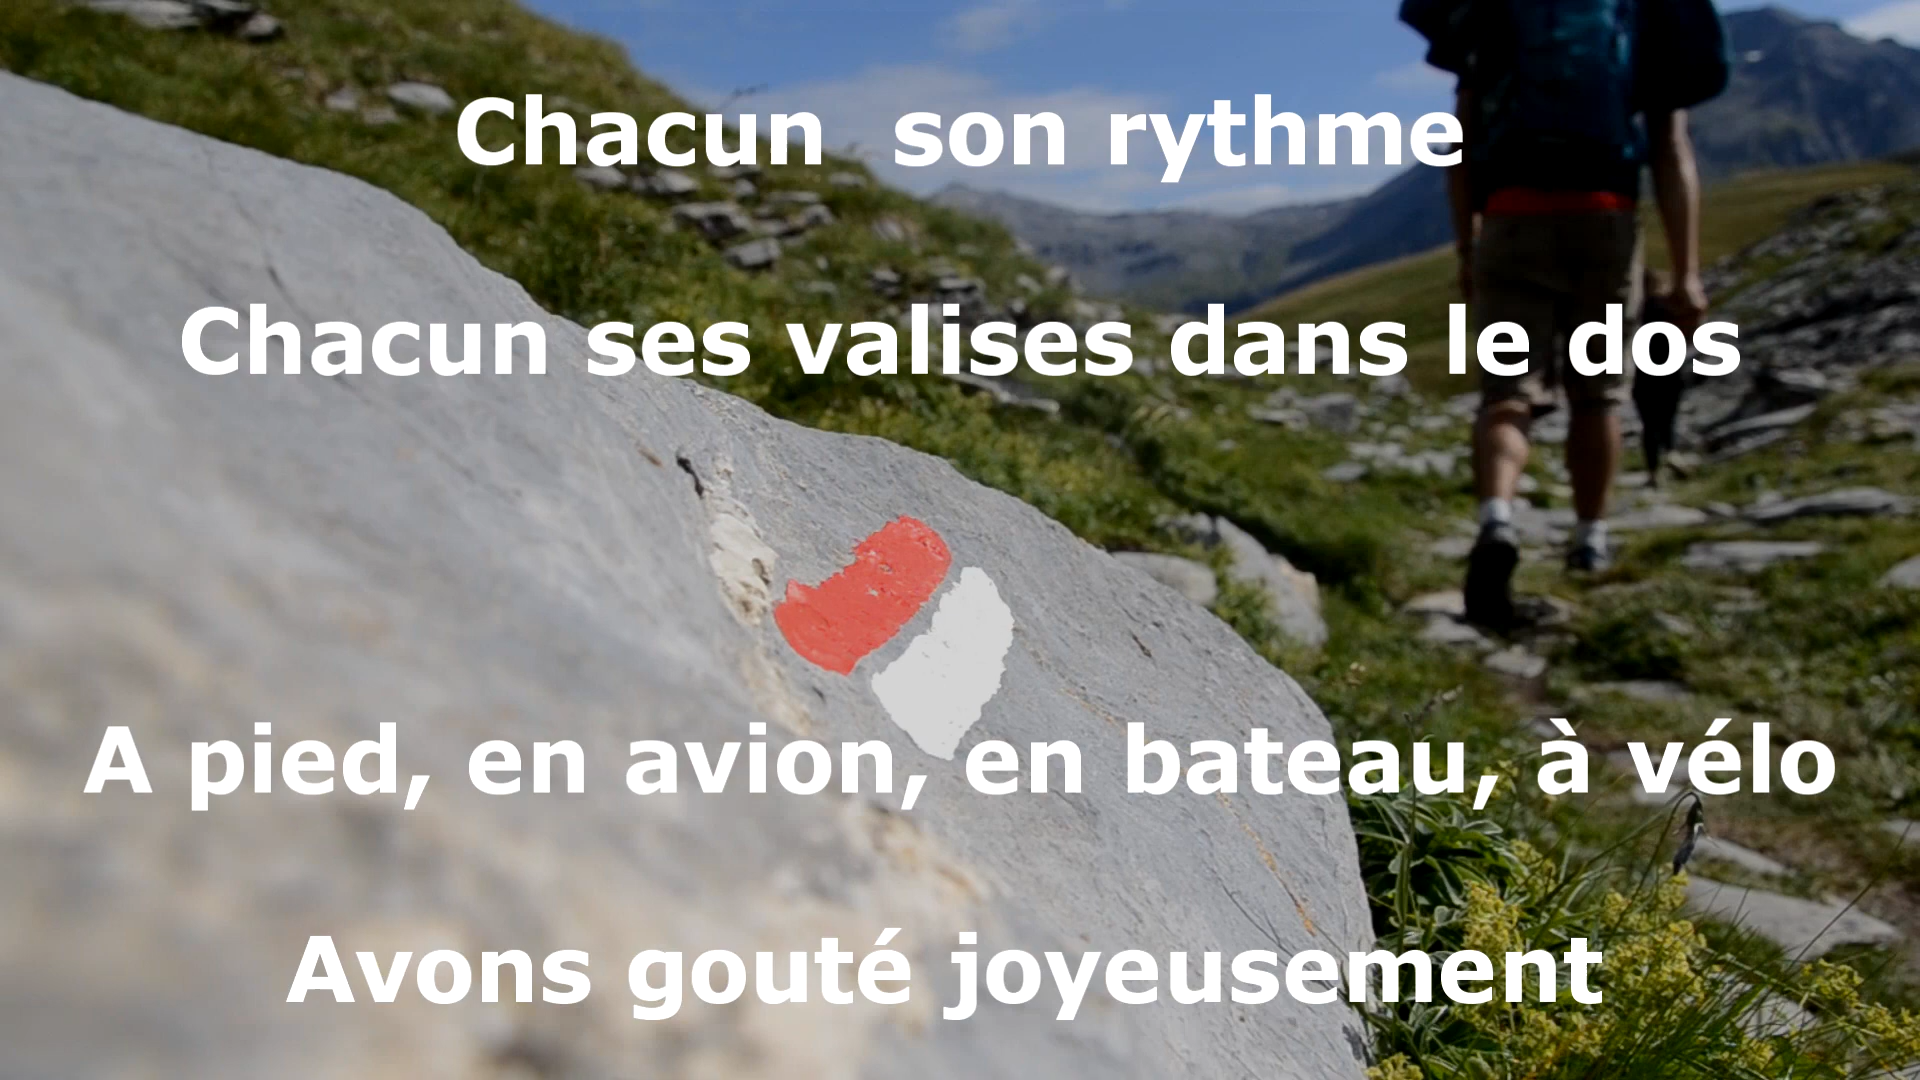 Chacun  son rythme
Chacun ses valises dans le dos
A pied, en avion, en bateau, à vélo
Avons gouté joyeusement